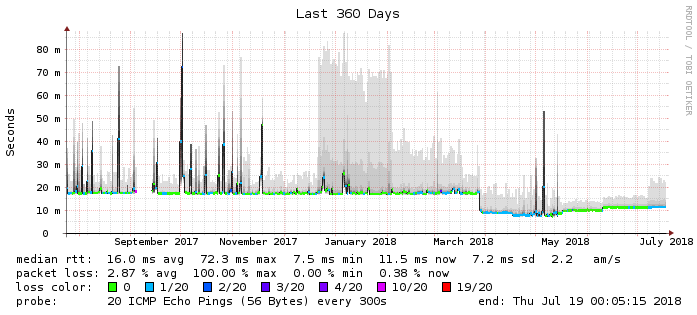 Last 360 Days
RRDTOOL / TOBI OETIKER
Seconds
80 m
70 m
60 m
50 m
40 m
30 m
20 m
10 m
0
September 2017 November 2017 January 2018 March 2018 May 2018 July 2018
median rtt: 16.0 ms avg 72.3 ms max 7.5 ms min 11.5 ms now 7.2 ms sd 2.2 am/s
packet loss: 2.87 % avg 100.00 % max 0.00 % min 0.38 % now
loss color: 0 1/20 2/20 3/20 4/20 10/20 19/20
probe: 20 ICMP Echo Pings (56 Bytes) every 300s end: Thu Jul 19 00:05:15 2018